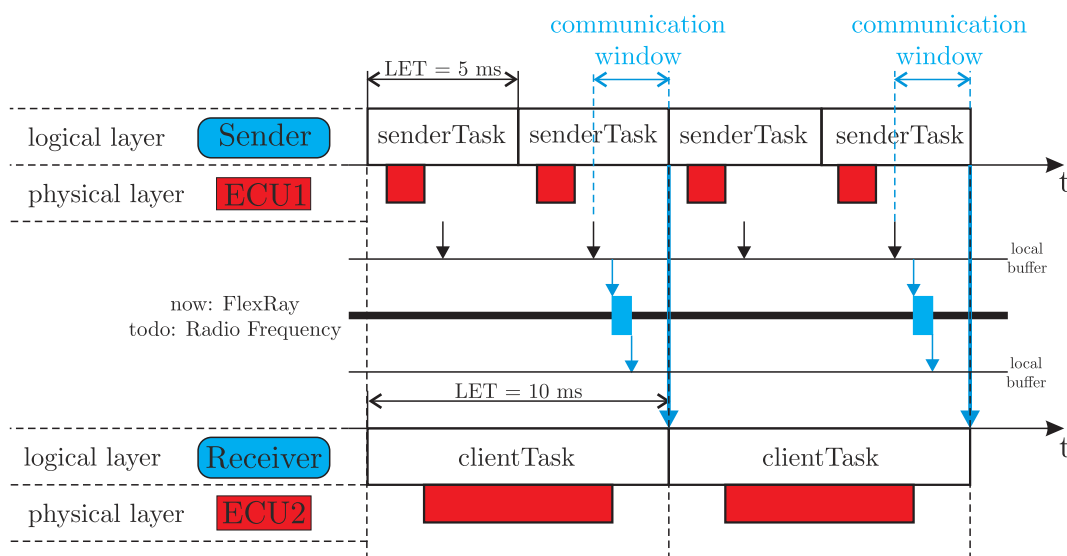 communication
window
communication
window
LET = 5 ms
logical layer
Sender
senderTask
senderTask
senderTask
senderTask
t
physical layer
ECU1
local
buffer
now: FlexRay
todo: Radio Frequency
local
buffer
LET = 10 ms
logical layer
Receiver
clientTask
clientTask
t
physical layer
ECU2